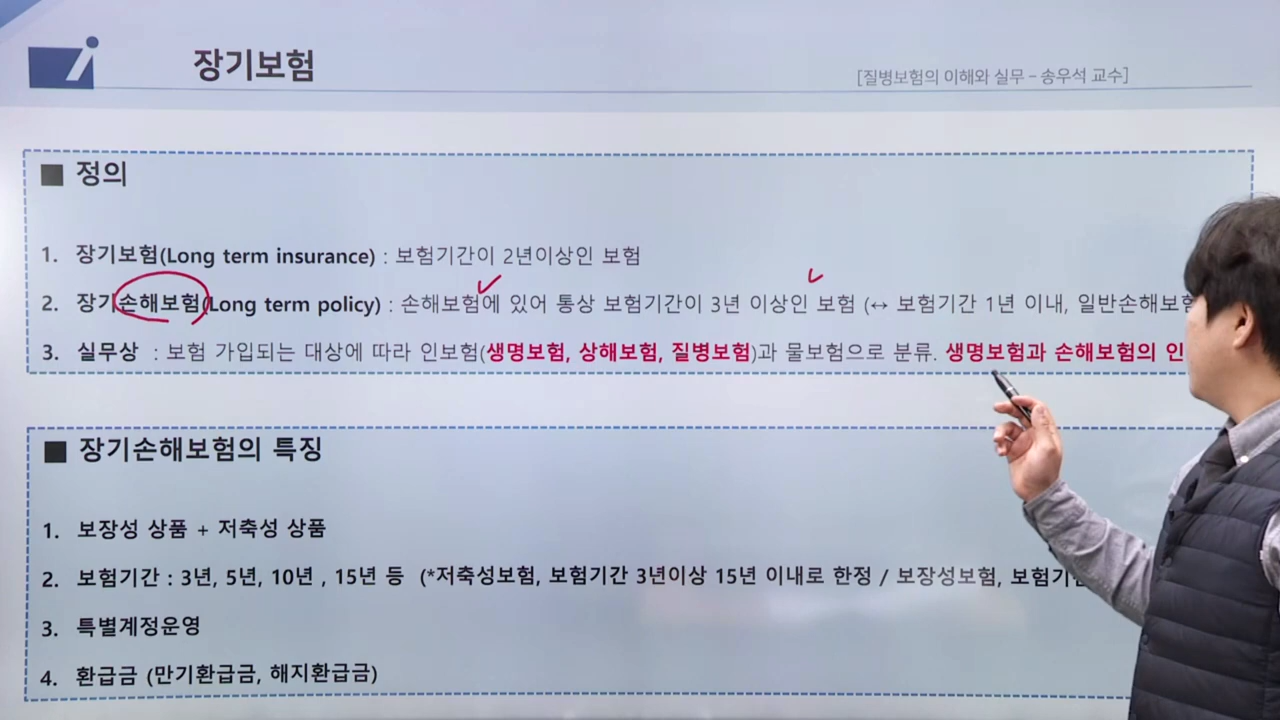 장기보험
[질병보험의 이해와 실무 – 송우석 교수]
■ 정의
1. 장기보험(Long term insurance) : 보험기간이 2년이상인 보험
2. 장기손해보험(Long term policy) : 손해보험에 있어 통상 보험기간이 3년 이상인 보험 (↔ 보험기간 1년 이내, 일반손해보험
3. 실무상 : 보험 가입되는 대상에 따라 인보험(생명보험, 상해보험, 질병보험)과 물보험으로 분류. 생명보험과 손해보험의 인
■ 장기손해보험의 특징
1. 보장성 상품 + 저축성 상품
2. 보험기간 : 3년, 5년, 10년 , 15년 등 (*저축성보험, 보험기간 3년이상 15년 이내로 한정 / 보장성보험, 보험기
3. 특별계정운영
4. 환급금 (만기환급금, 해지환급금)